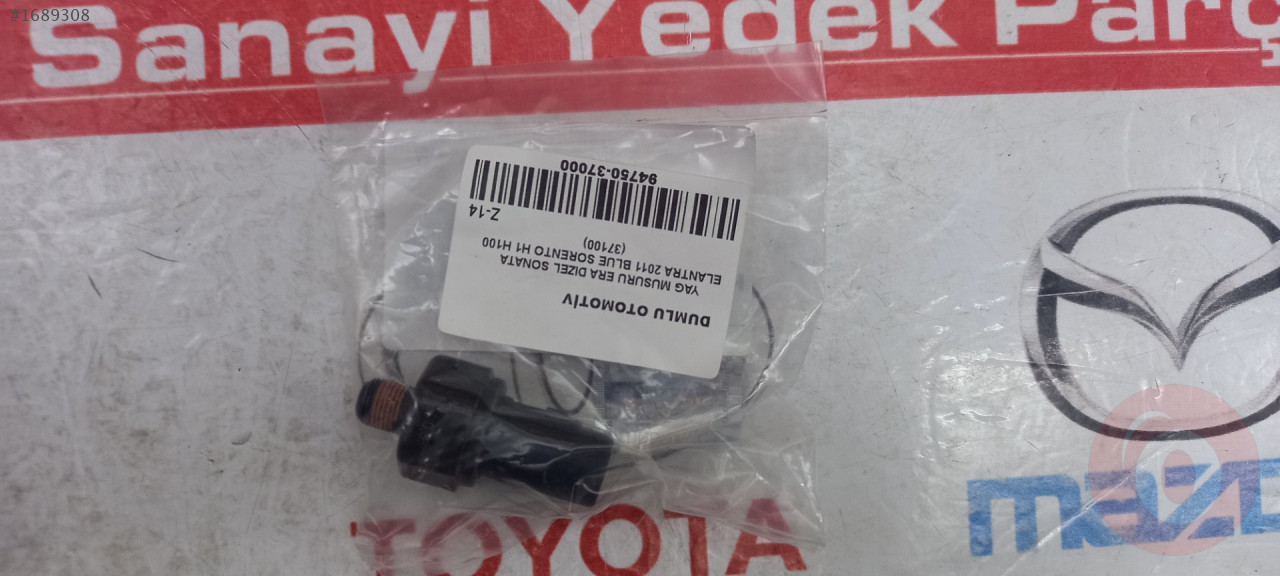 #1689308
Sanayi Yedek Parç
DUMLU OTOMOTİV
YAG MUSURU ERA DIZEL SONATA
ELANTRA 2011 BLUE SORENTO H1 H100
(37100)
Z-14
94750-37000
TOYOTA
mazd